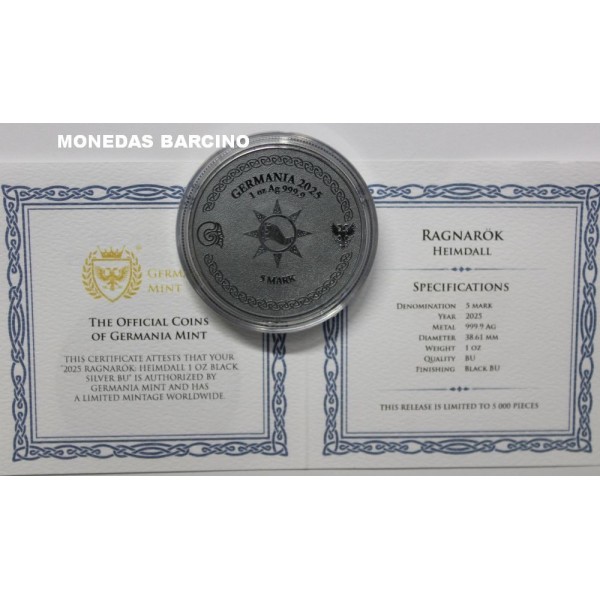 MONEDAS BARCINO
GERMANIA 2025
1 oz Ag 999.9
5 MARK
®
GERMA
MINT
THE OFFICIAL COINS
OF GERMANIA MINT
THIS CERTIFICATE ATTESTS THAT YOUR
"2025 RAGNARÖK: HEIMDALL 1 OZ BLACK
SILVER BU" IS AUTHORIZED BY
GERMANIA MINT AND HAS
A LIMITED MINTAGE WORLDWIDE.
RAGNARÖK
HEIMDALL
SPECIFICATIONS
DENOMINATION 5 MARK
YEAR 2025
METAL 999.9 AG
DIAMETER 38.61 MM
WEIGHT 1 OZ
QUALITY BU
FINISHING BLACK BU
THIS RELEASE IS LIMITED TO 5 000 PIECES